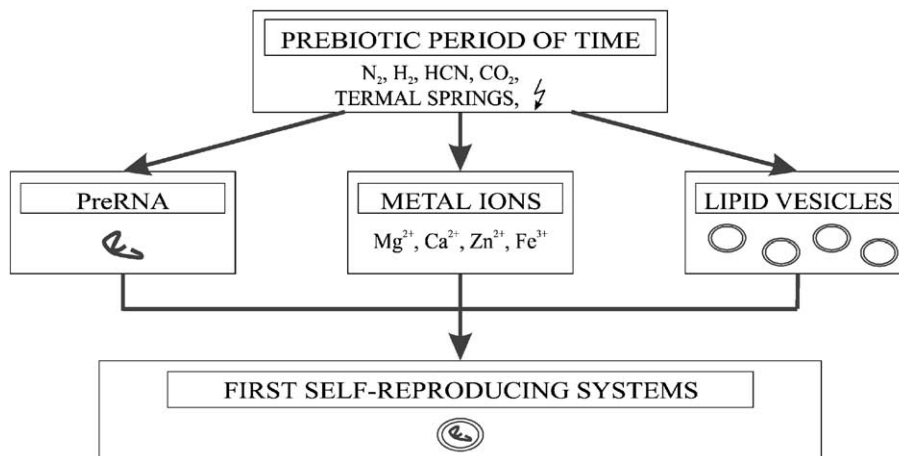 PREBIOTIC PERIOD OF TIME
N₂, H₂, HCN, CO₂,
TERMAL SPRINGS,
PreRNA
METAL IONS
Mg²⁺, Ca²⁺, Zn²⁺, Fe³⁺
LIPID VESICLES
FIRST SELF-REPRODUCING SYSTEMS